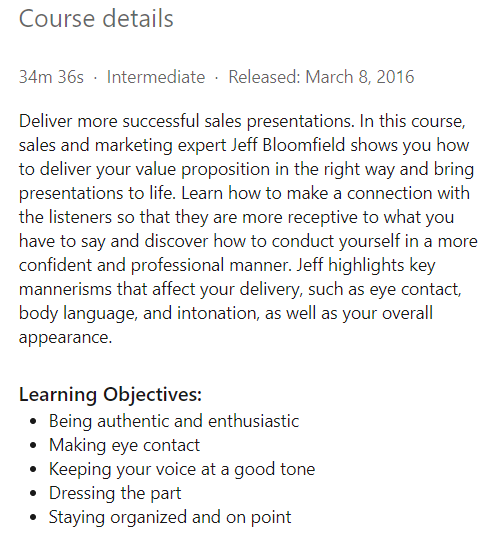 Course details
34m 36s · Intermediate · Released: March 8, 2016
Deliver more successful sales presentations. In this course,
sales and marketing expert Jeff Bloomfield shows you how
to deliver your value proposition in the right way and bring
presentations to life. Learn how to make a connection with
the listeners so that they are more receptive to what you
have to say and discover how to conduct yourself in a more
confident and professional manner. Jeff highlights key
mannerisms that affect your delivery, such as eye contact,
body language, and intonation, as well as your overall
appearance.
Learning Objectives:
• Being authentic and enthusiastic
• Making eye contact
• Keeping your voice at a good tone
• Dressing the part
• Staying organized and on point